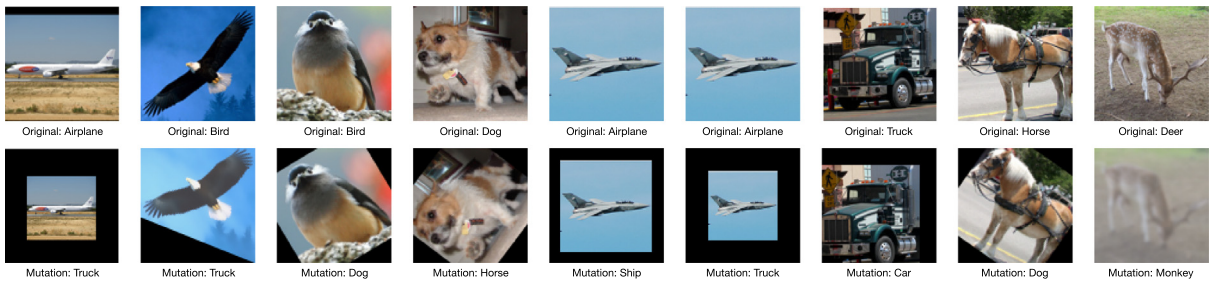 Original: Airplane
Original: Bird
Original: Bird
Original: Dog
Original: Airplane
Original: Airplane
Original: Truck
Original: Horse
Original: Deer
Mutation: Truck
Mutation: Truck
Mutation: Dog
Mutation: Horse
Mutation: Ship
Mutation: Truck
Mutation: Car
Mutation: Dog
Mutation: Monkey